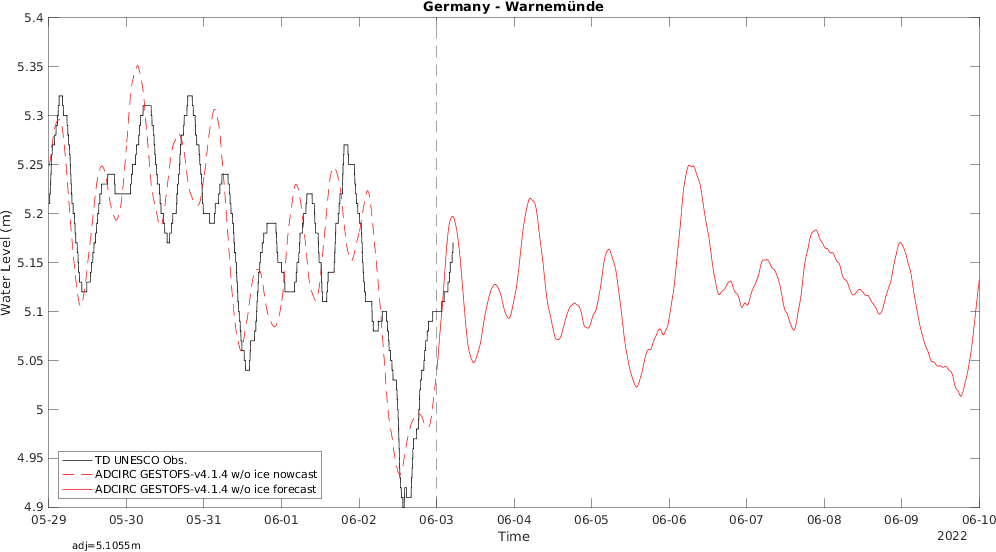 Germany - Warnemünde
5.4
5.35
5.3
5.25
5.2
5.15
5.1
5.05
5
4.95
4.9
Water Level (m)
TD UNESCO Obs.
ADCIRC GESTOFS-v4.1.4 w/o ice nowcast
ADCIRC GESTOFS-v4.1.4 w/o ice forecast
05-29 05-30 05-31 06-01 06-02 06-03 06-04 06-05 06-06 06-07 06-08 06-09 06-10
Time
2022
adj=5.1055m